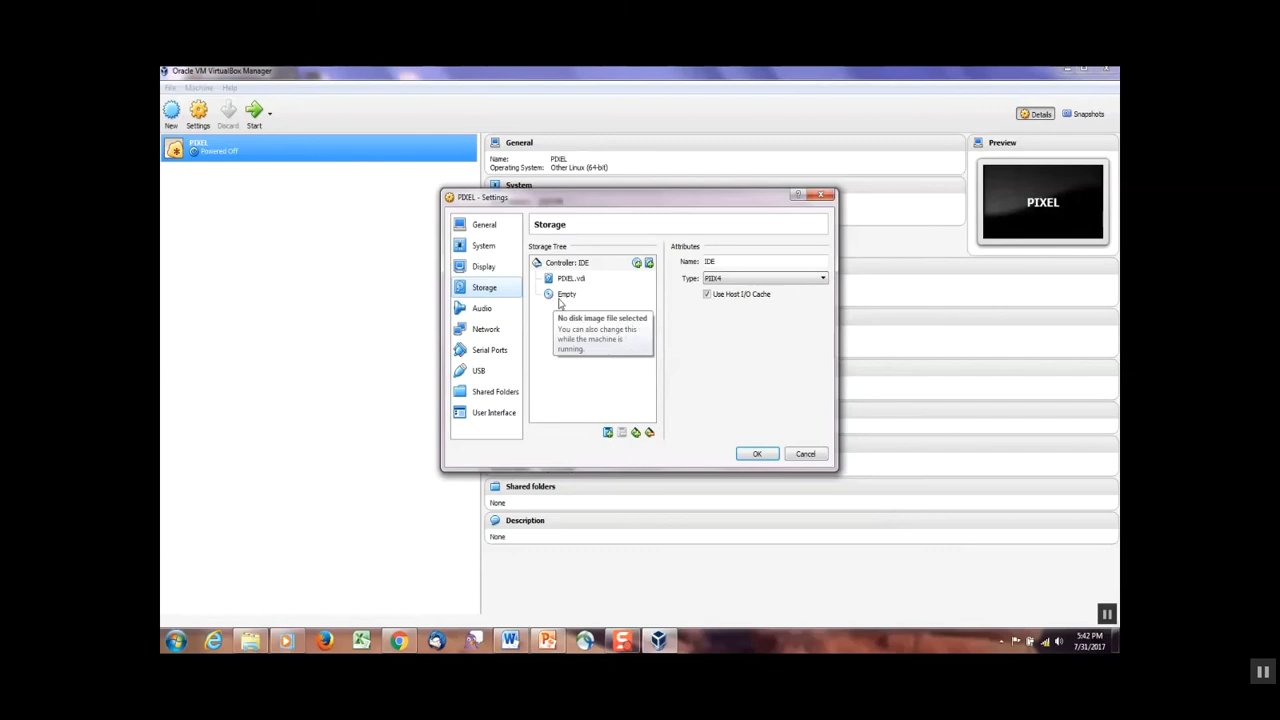 Oracle VM VirtualBox Manager
File Machine Help
New Settings Discard Start
Details Snapshots
PIXEL
Powered Off
General
Name: PIXEL
Operating System: Other Linux (64-bit)
System
Preview
PIXEL
PIXEL - Settings
General
System
Display
Storage
Audio
Network
Serial Ports
USB
Shared Folders
User Interface
Storage
Storage Tree
Controller: IDE
PIXEL.vdi
Empty
No disk image file selected
You can also change this
while the machine is
running.
Attributes
Name: IDE
Type: PIIX4
Use Host I/O Cache
OK Cancel
Shared folders
None
Description
None
5:42 PM
7/31/2017